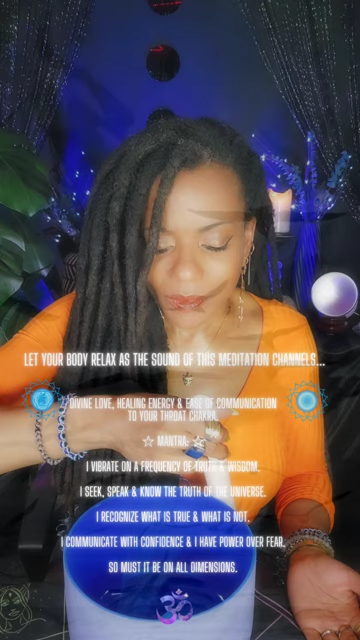 LET YOUR BODY RELAX AS THE SOUND OF THIS MEDITATION CHANNELS...
DIVINE LOVE, HEALING ENERGY & EASE OF COMMUNICATION
TO YOUR THROAT CHAKRA.
☆ MANTRA: ☆
I VIBRATE ON A FREQUENCY OF TRUTH & WISDOM.
I SEEK, SPEAK & KNOW THE TRUTH OF THE UNIVERSE.
I RECOGNIZE WHAT IS TRUE & WHAT IS NOT.
I COMMUNICATE WITH CONFIDENCE & I HAVE POWER OVER FEAR.
SO MUST IT BE ON ALL DIMENSIONS.
ॐ